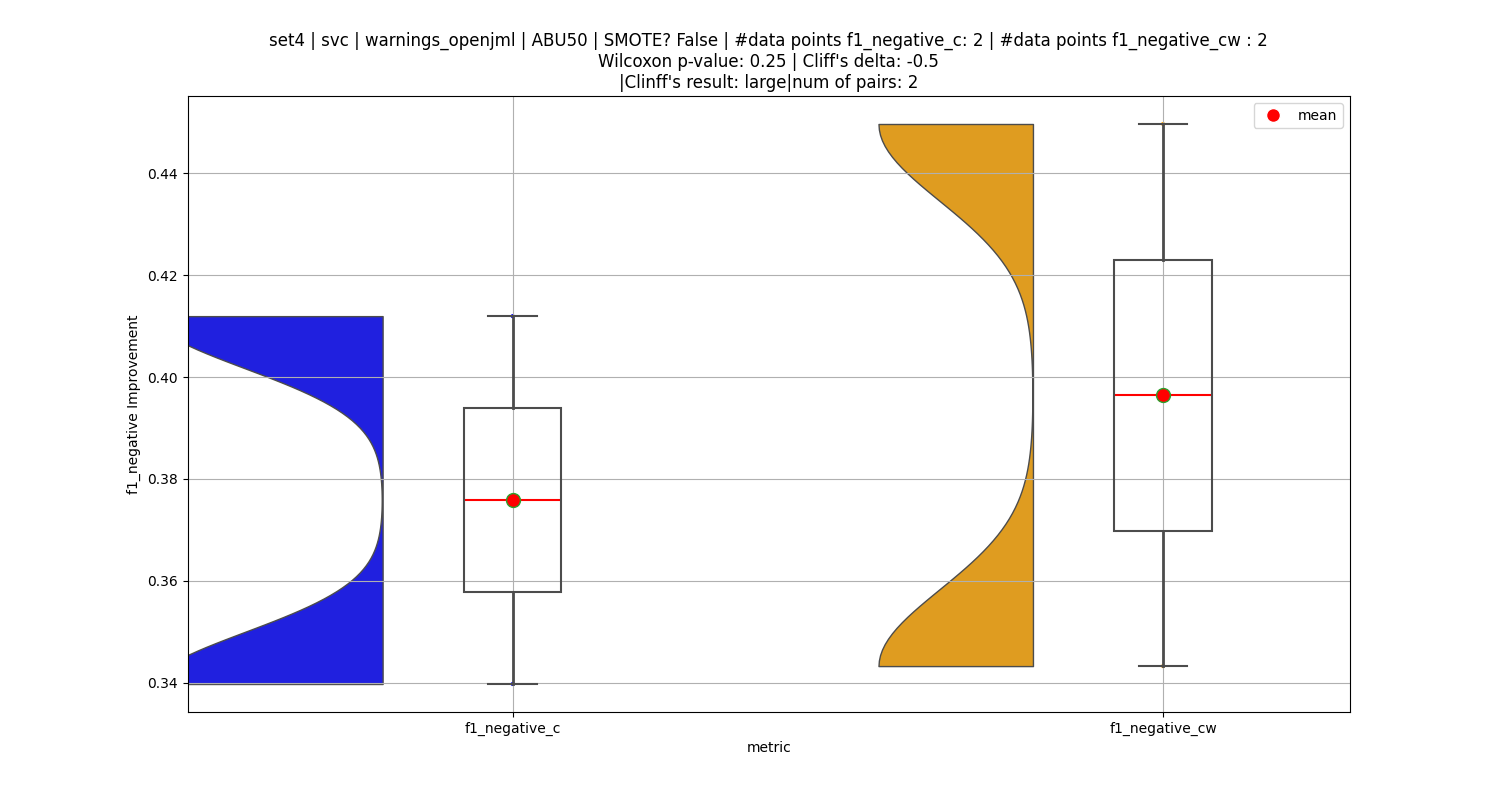 set4 | svc | warnings_openjml | ABU50 | SMOTE? False | #data points f1_negative_c: 2 | #data points f1_negative_cw : 2
Wilcoxon p-value: 0.25 | Cliff's delta: -0.5
|Clinff's result: large|num of pairs: 2
mean
0.44
0.42
0.40
0.38
0.36
0.34
f1_negative Improvement
f1_negative_c
f1_negative_cw
metric